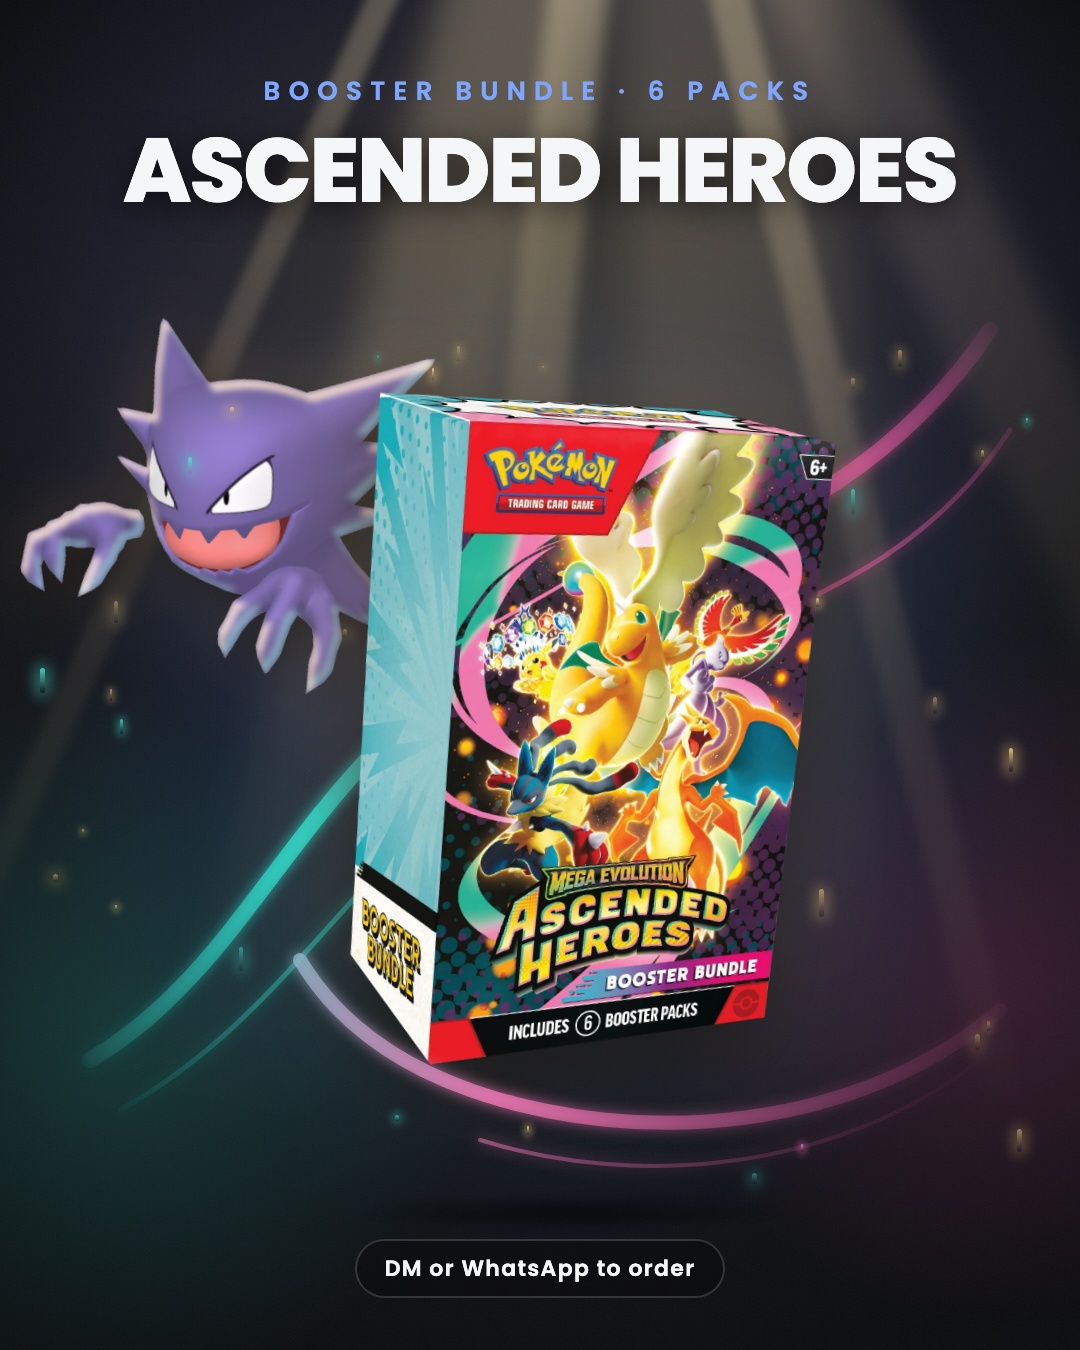 BOOSTER BUNDLE · 6 PACKS
ASCENDED HEROES
Pokémon
TRADING CARD GAME
6+
MEGA EVOLUTION
ASCENDED
HEROES
BOOSTER BUNDLE
INCLUDES 6 BOOSTER PACKS
BOOSTER
BUNDLE
DM or WhatsApp to order